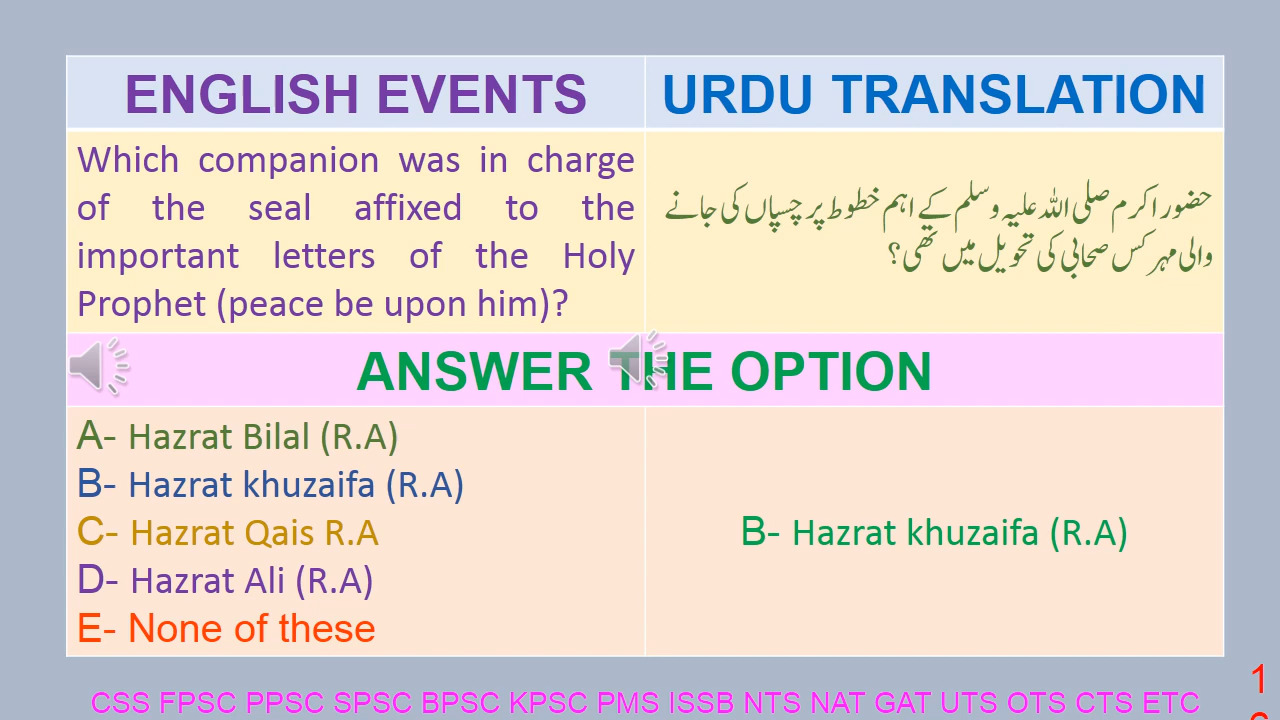 ENGLISH EVENTS
URDU TRANSLATION
Which companion was in charge
of the seal affixed to the
important letters of the Holy
Prophet (peace be upon him)?
حضور اکرم صلی اللہ علیہ وسلم کے اہم خطوط پر چسپاں کی جانے
والی مہر کس صحابی کی تحویل میں تھی؟
ANSWER THE OPTION
A- Hazrat Bilal (R.A)
B- Hazrat khuzaifa (R.A)
C- Hazrat Qais R.A
D- Hazrat Ali (R.A)
E- None of these
B- Hazrat khuzaifa (R.A)
CSS FPSC PPSC SPSC BPSC KPSC PMS ISSB NTS NAT GAT UTS OTS CTS ETC
1